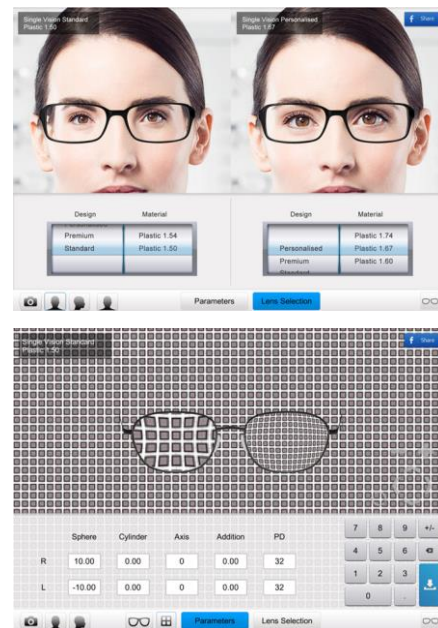 Single Vision Standard
Plastic 1.50
Single Vision Personalised
Plastic 1.67
f Share
Design Material
Premium Plastic 1.54
Standard Plastic 1.50
Design Material
Plastic 1.74
Personalised Plastic 1.67
Premium Plastic 1.60
Standard
Parameters Lens Selection
Single Vision Standard
Plastic 1.50
f Share
Sphere Cylinder Axis Addition PD
R 10.00 0.00 0 0.00 32
L -10.00 0.00 0 0.00 32
7 8 9 +/-
4 5 6
1 2 3
0 .
Parameters Lens Selection